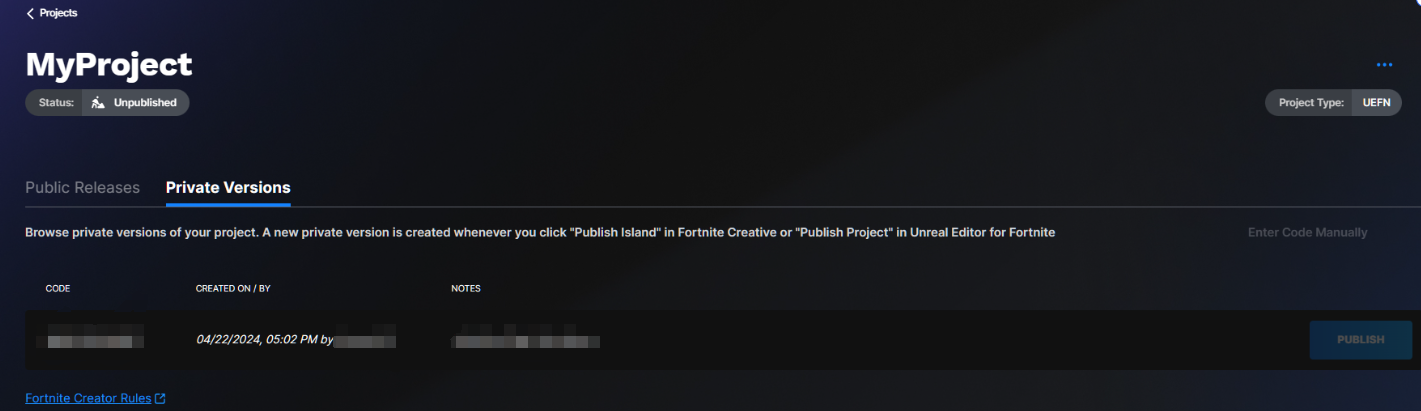 Projects
MyProject
Status: Unpublished
Project Type: UEFN
Public Releases Private Versions
Browse private versions of your project. A new private version is created whenever you click "Publish Island" in Fortnite Creative or "Publish Project" in Unreal Editor for Fortnite
Enter Code Manually
CODE CREATED ON / BY NOTES
04/22/2024, 05:02 PM by
PUBLISH
Fortnite Creator Rules